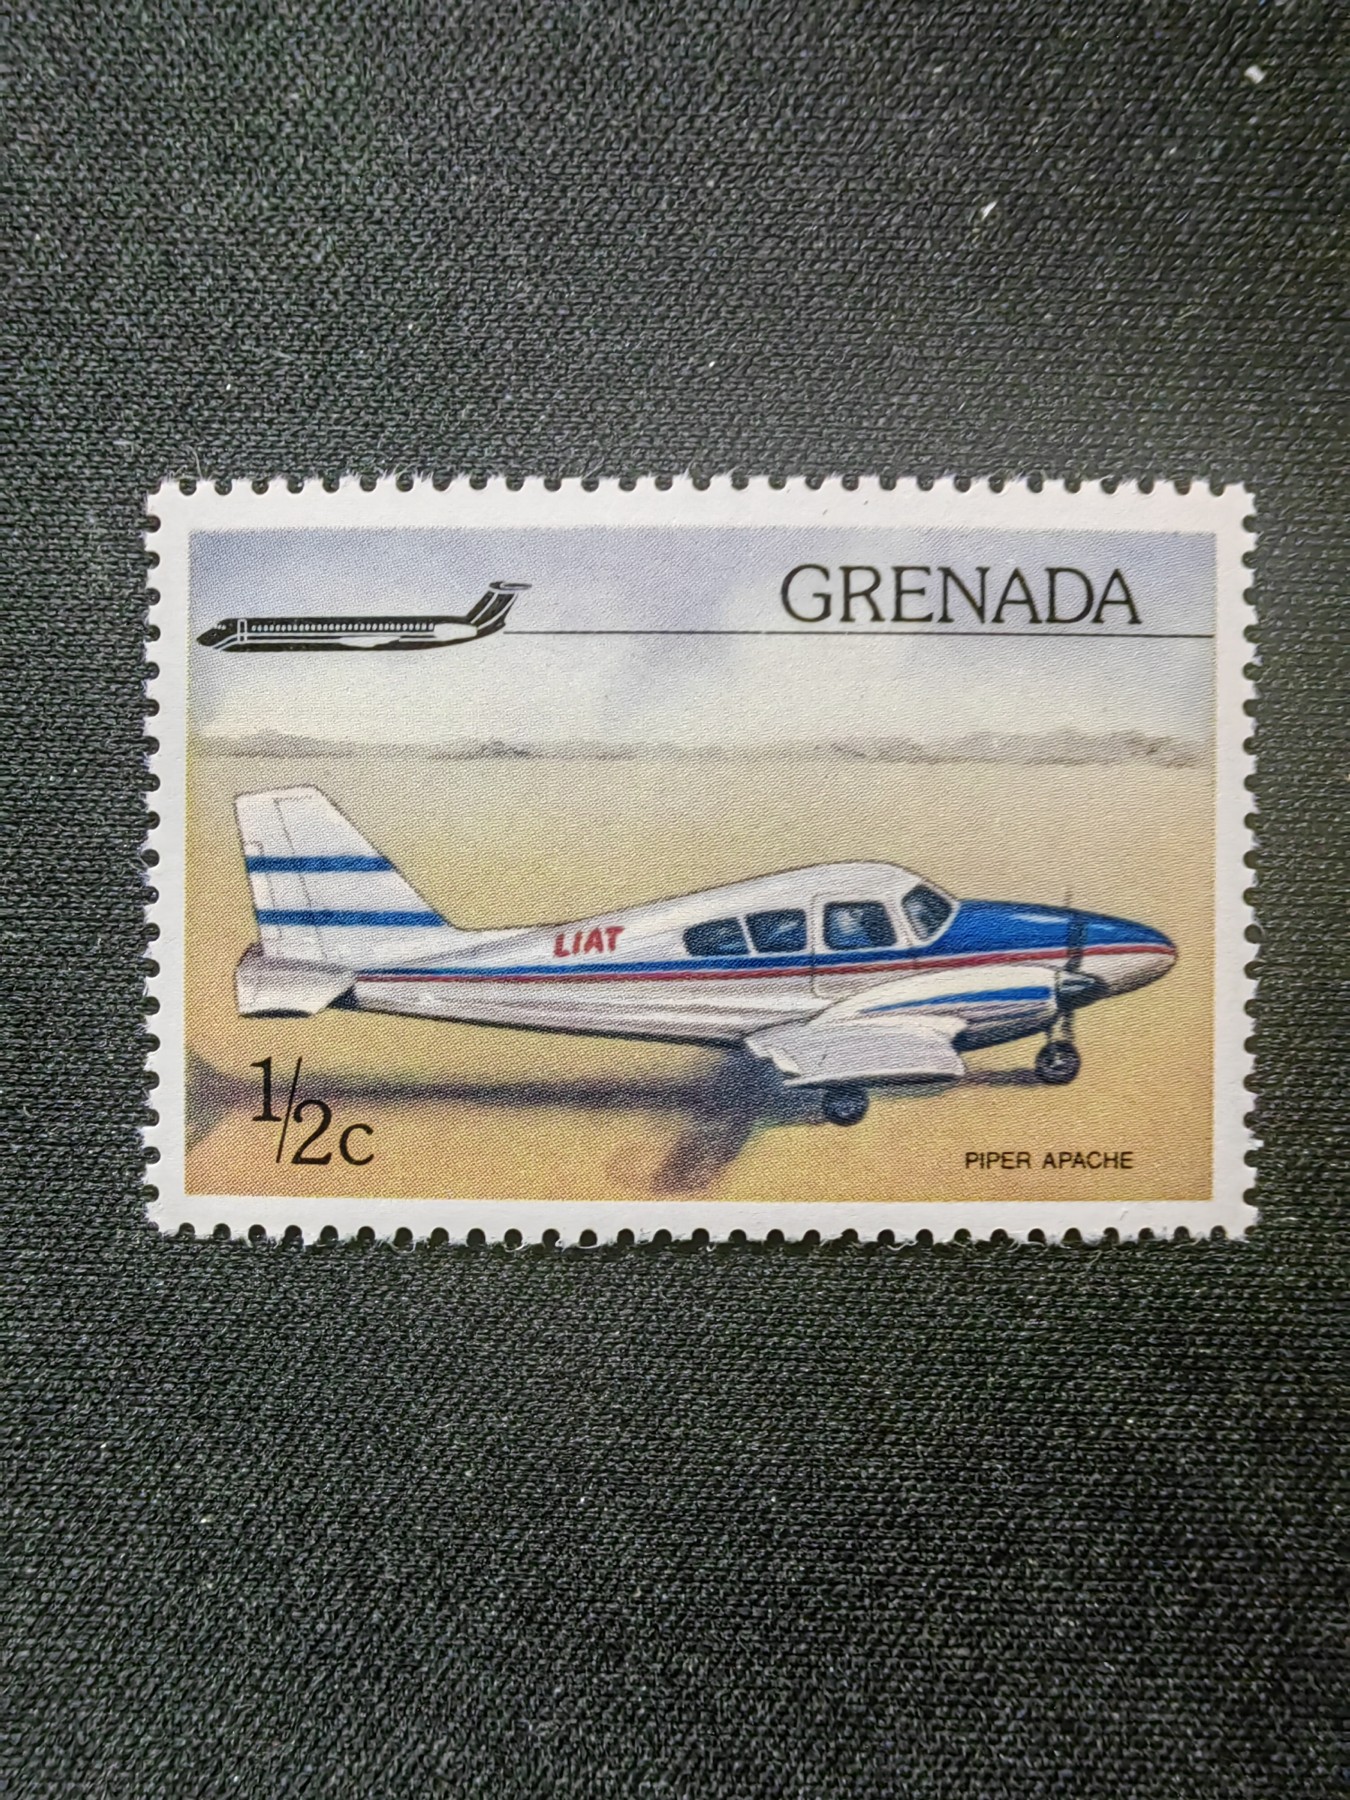 GRENADA
LIAT
1/2c
PIPER APACHE